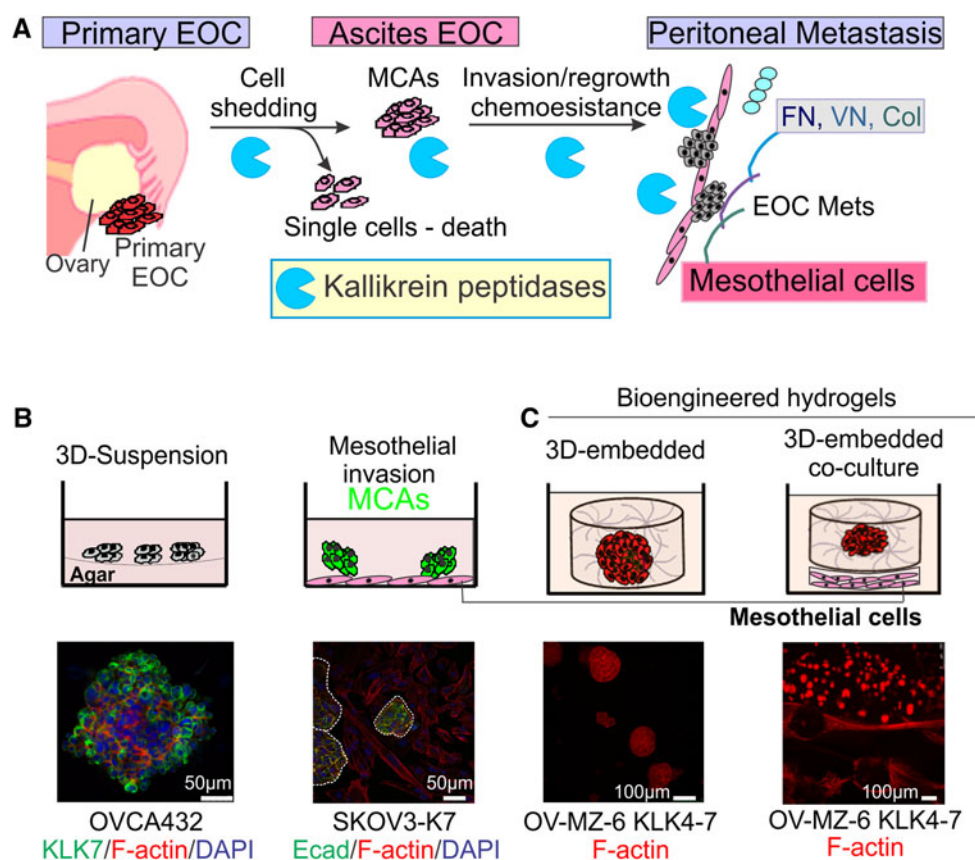 A
Primary EOC
Ascites EOC
Peritoneal Metastasis
Cell
shedding
MCAs
Invasion/regrowth
chemoesistance
FN, VN, Col
EOC Mets
Single cells - death
Ovary
Primary
EOC
Kallikrein peptidases
Mesothelial cells
B
3D-Suspension
Agar
Mesothelial
invasion
MCAs
C
Bioengineered hydrogels
3D-embedded
3D-embedded
co-culture
Mesothelial cells
50µm
50µm
100µm
100µm
OVCA432
KLK7/F-actin/DAPI
SKOV3-K7
Ecad/F-actin/DAPI
OV-MZ-6 KLK4-7
F-actin
OV-MZ-6 KLK4-7
F-actin